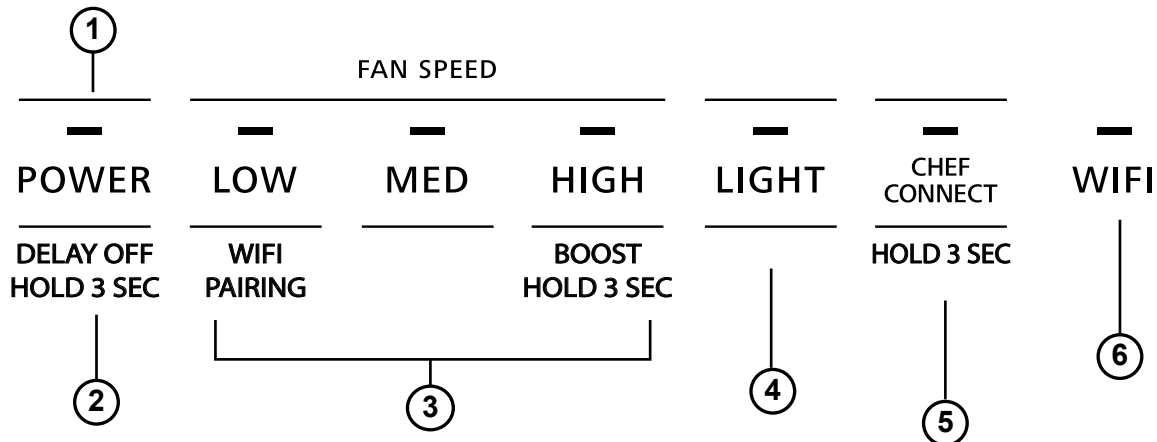 1
FAN SPEED
POWER
LOW
MED
HIGH
LIGHT
CHEF
CONNECT
WIFI
DELAY OFF
HOLD 3 SEC
WIFI
PAIRING
BOOST
HOLD 3 SEC
HOLD 3 SEC
2
3
4
5
6